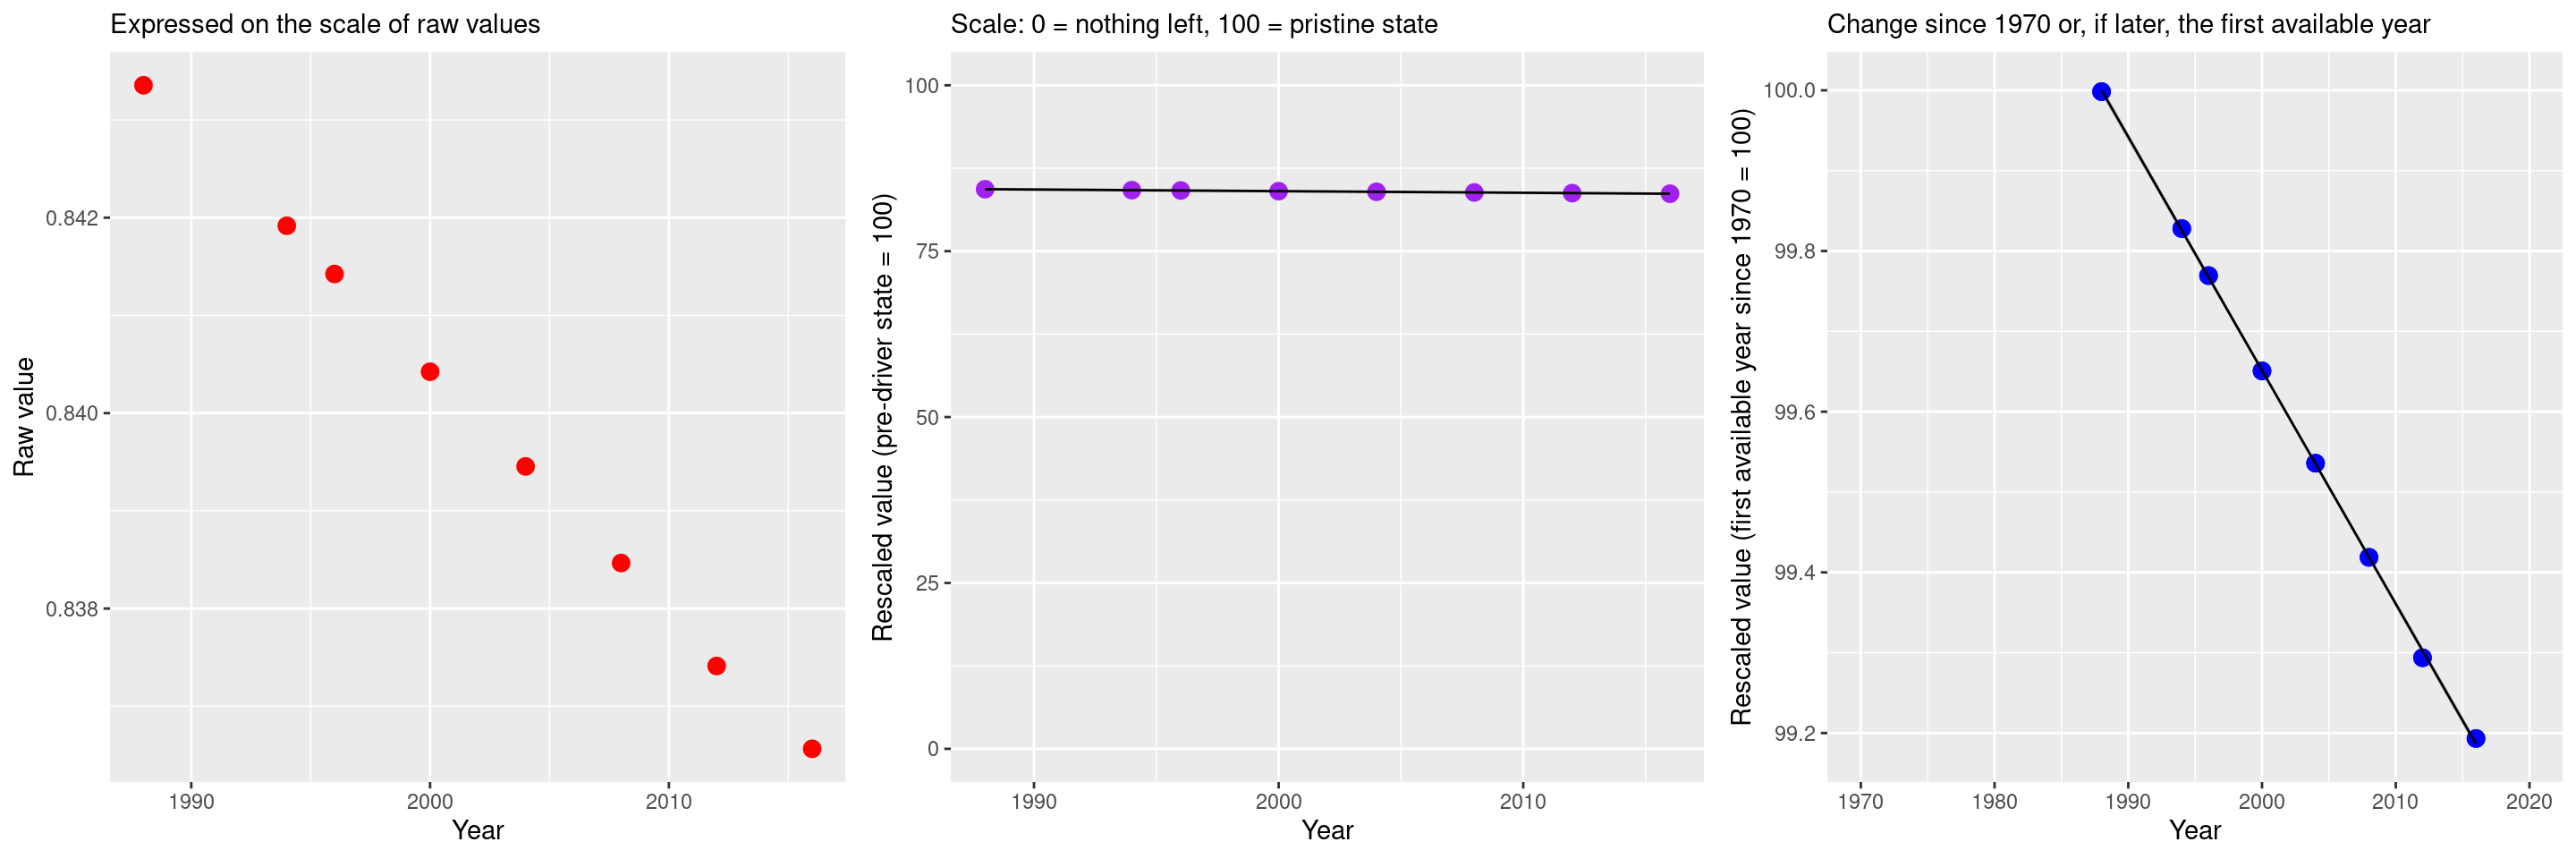 Expressed on the scale of raw values
Raw value
0.842
0.840
0.838
1990 2000 2010
Year
Scale: 0 = nothing left, 100 = pristine state
Rescaled value (pre-driver state = 100)
100
75
50
25
0
1990 2000 2010
Year
Change since 1970 or, if later, the first available year
Rescaled value (first available year since 1970 = 100)
100.0
99.8
99.6
99.4
99.2
1970 1980 1990 2000 2010 2020
Year